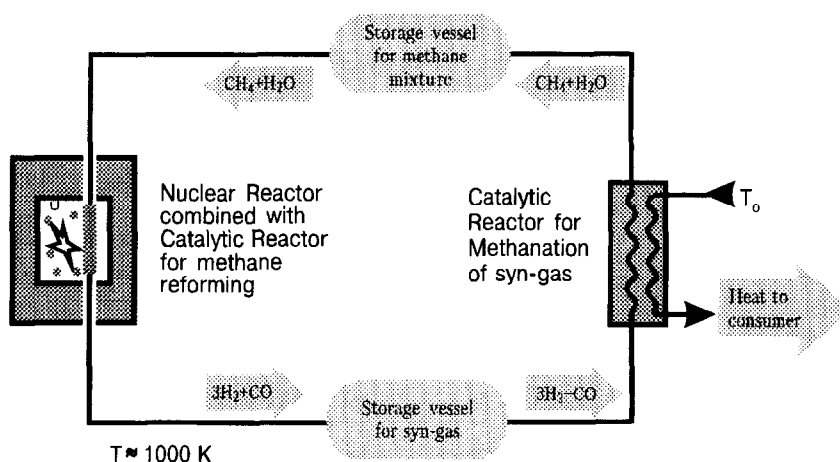 Storage vessel
for methane
mixture
CH₄+H₂O
CH₄+H₂O
U
Nuclear Reactor
combined with
Catalytic Reactor
for methane
reforming
Catalytic
Reactor for
Methanation
of syn-gas
Tₒ
Heat to
consumer
3H₂+CO
Storage vessel
for syn-gas
3H₂–CO
T≈ 1000 K